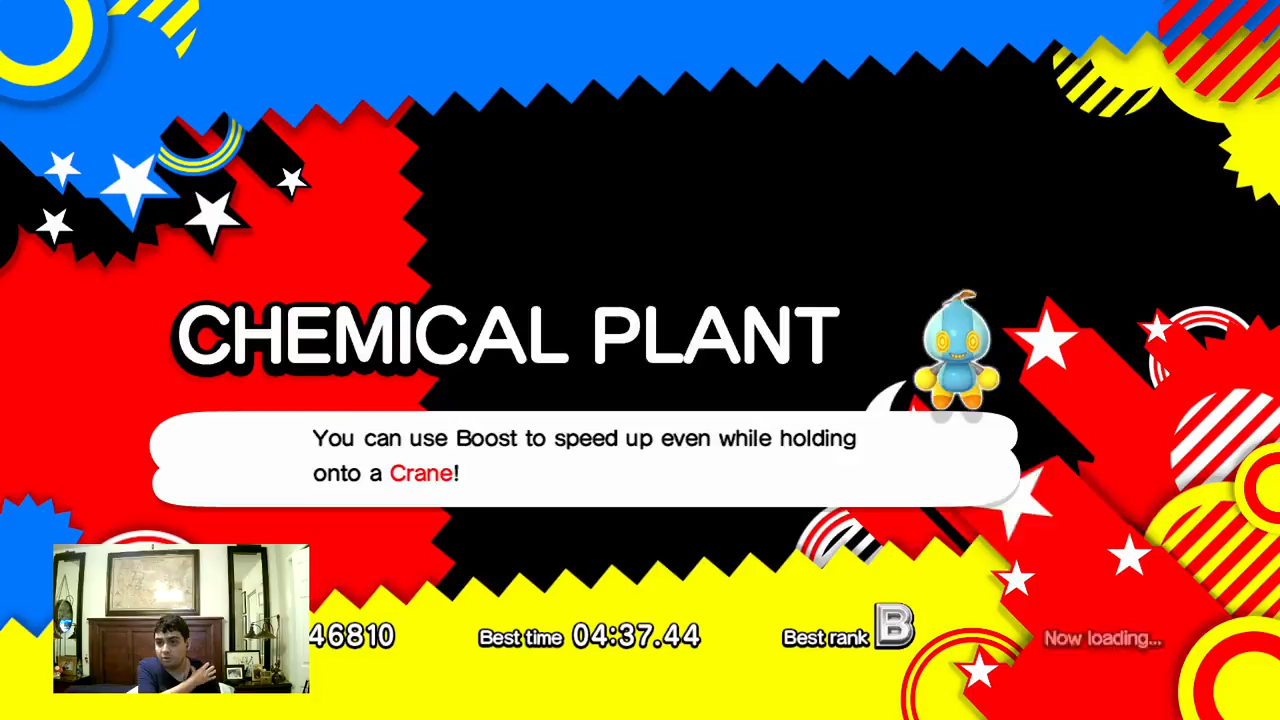 CHEMICAL PLANT
You can use Boost to speed up even while holding
onto a Crane!
46810 Best time 04:37.44 Best rank B Now loading...